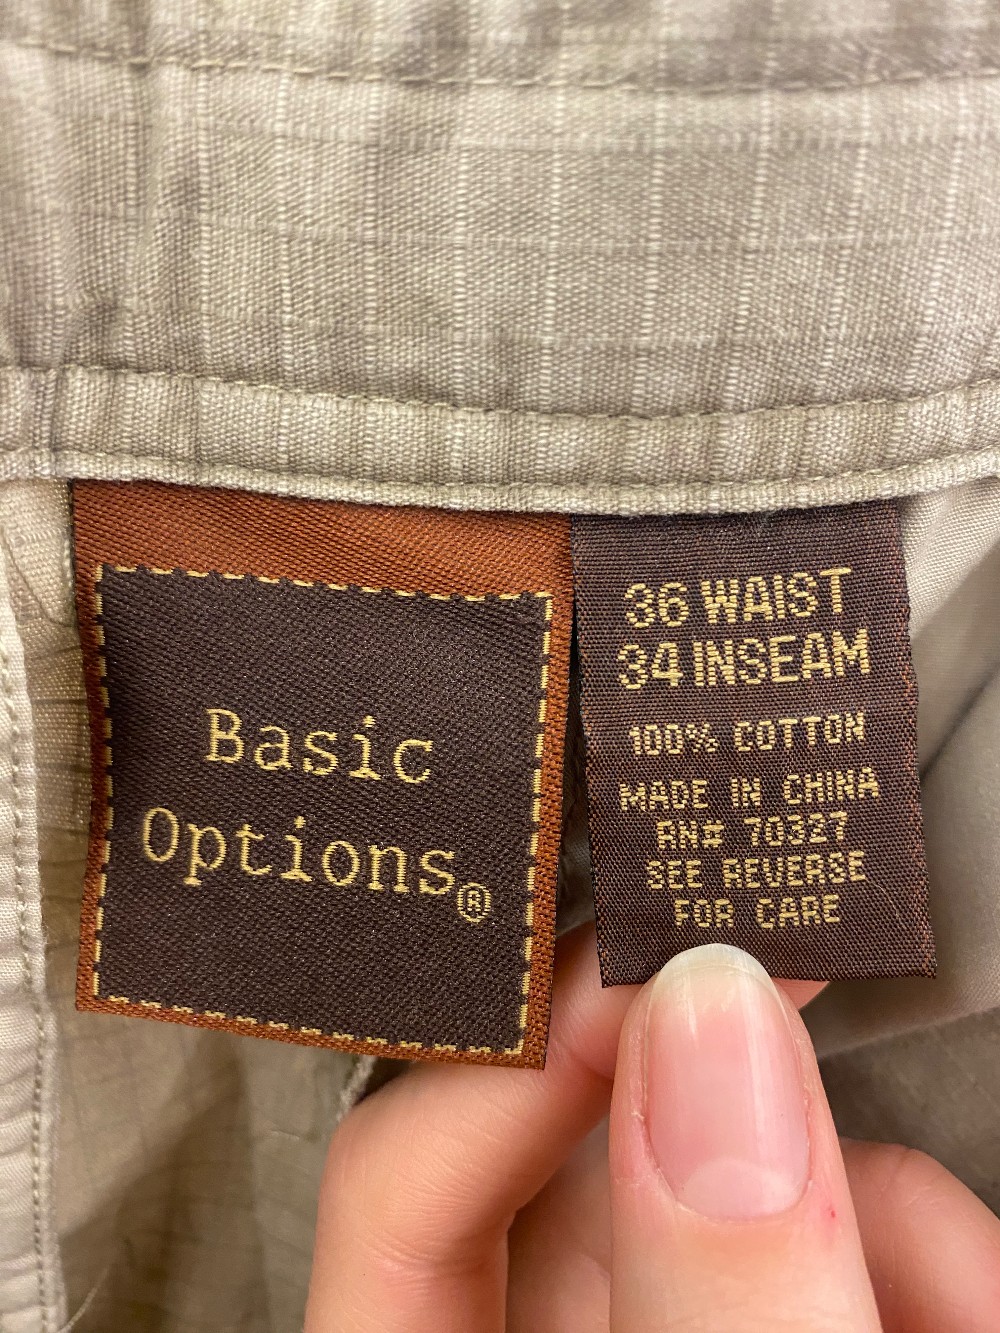 Basic
Options®
36 WAIST
34 INSEAM
100% COTTON
MADE IN CHINA
RN# 70327
SEE REVERSE
FOR CARE